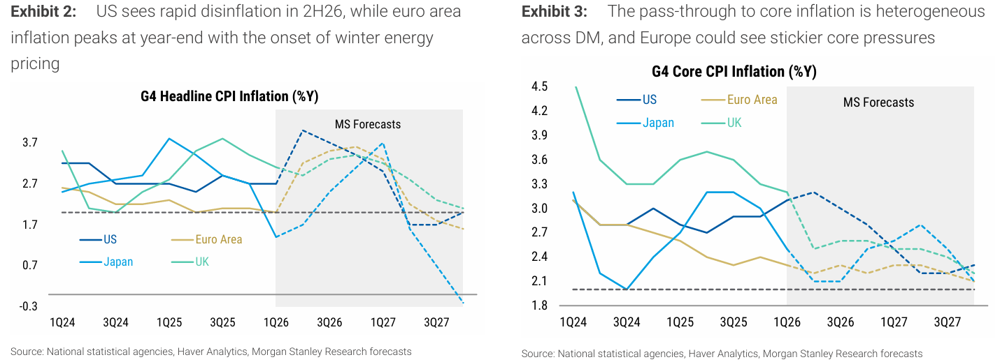 Exhibit 2: US sees rapid disinflation in 2H26, while euro area
inflation peaks at year-end with the onset of winter energy
pricing
G4 Headline CPI Inflation (%Y)
MS Forecasts
3.7
2.7
1.7
0.7
-0.3
US
Euro Area
Japan
UK
1Q24 3Q24 1Q25 3Q25 1Q26 3Q26 1Q27 3Q27
Source: National statistical agencies, Haver Analytics, Morgan Stanley Research forecasts
Exhibit 3: The pass-through to core inflation is heterogeneous
across DM, and Europe could see stickier core pressures
G4 Core CPI Inflation (%Y)
4.5
4.2
3.9
3.6
3.3
3.0
2.7
2.4
2.1
1.8
US
Euro Area
Japan
UK
MS Forecasts
1Q24 3Q24 1Q25 3Q25 1Q26 3Q26 1Q27 3Q27
Source: National statistical agencies, Haver Analytics, Morgan Stanley Research forecasts